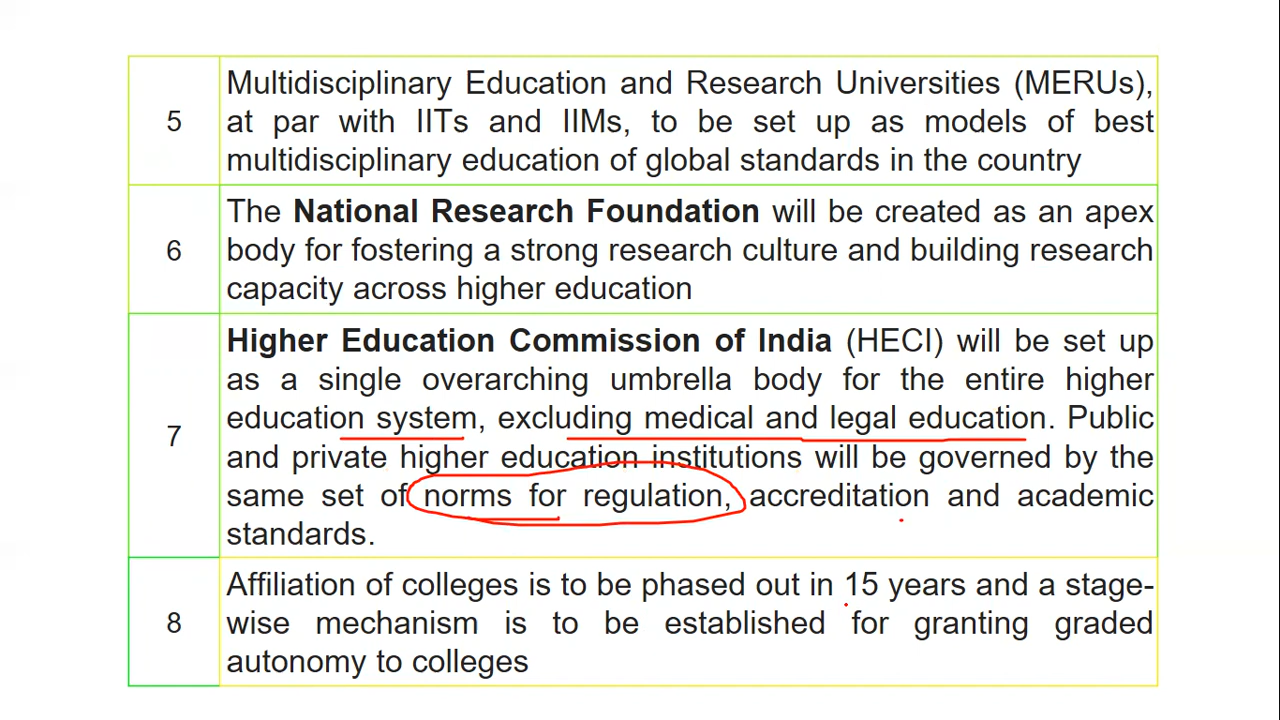 5
Multidisciplinary Education and Research Universities (MERUs),
at par with IITs and IIMs, to be set up as models of best
multidisciplinary education of global standards in the country
6
The National Research Foundation will be created as an apex
body for fostering a strong research culture and building research
capacity across higher education
7
Higher Education Commission of India (HECI) will be set up
as a single overarching umbrella body for the entire higher
education system, excluding medical and legal education. Public
and private higher education institutions will be governed by the
same set of norms for regulation, accreditation and academic
standards.
8
Affiliation of colleges is to be phased out in 15 years and a stage-
wise mechanism is to be established for granting graded
autonomy to colleges